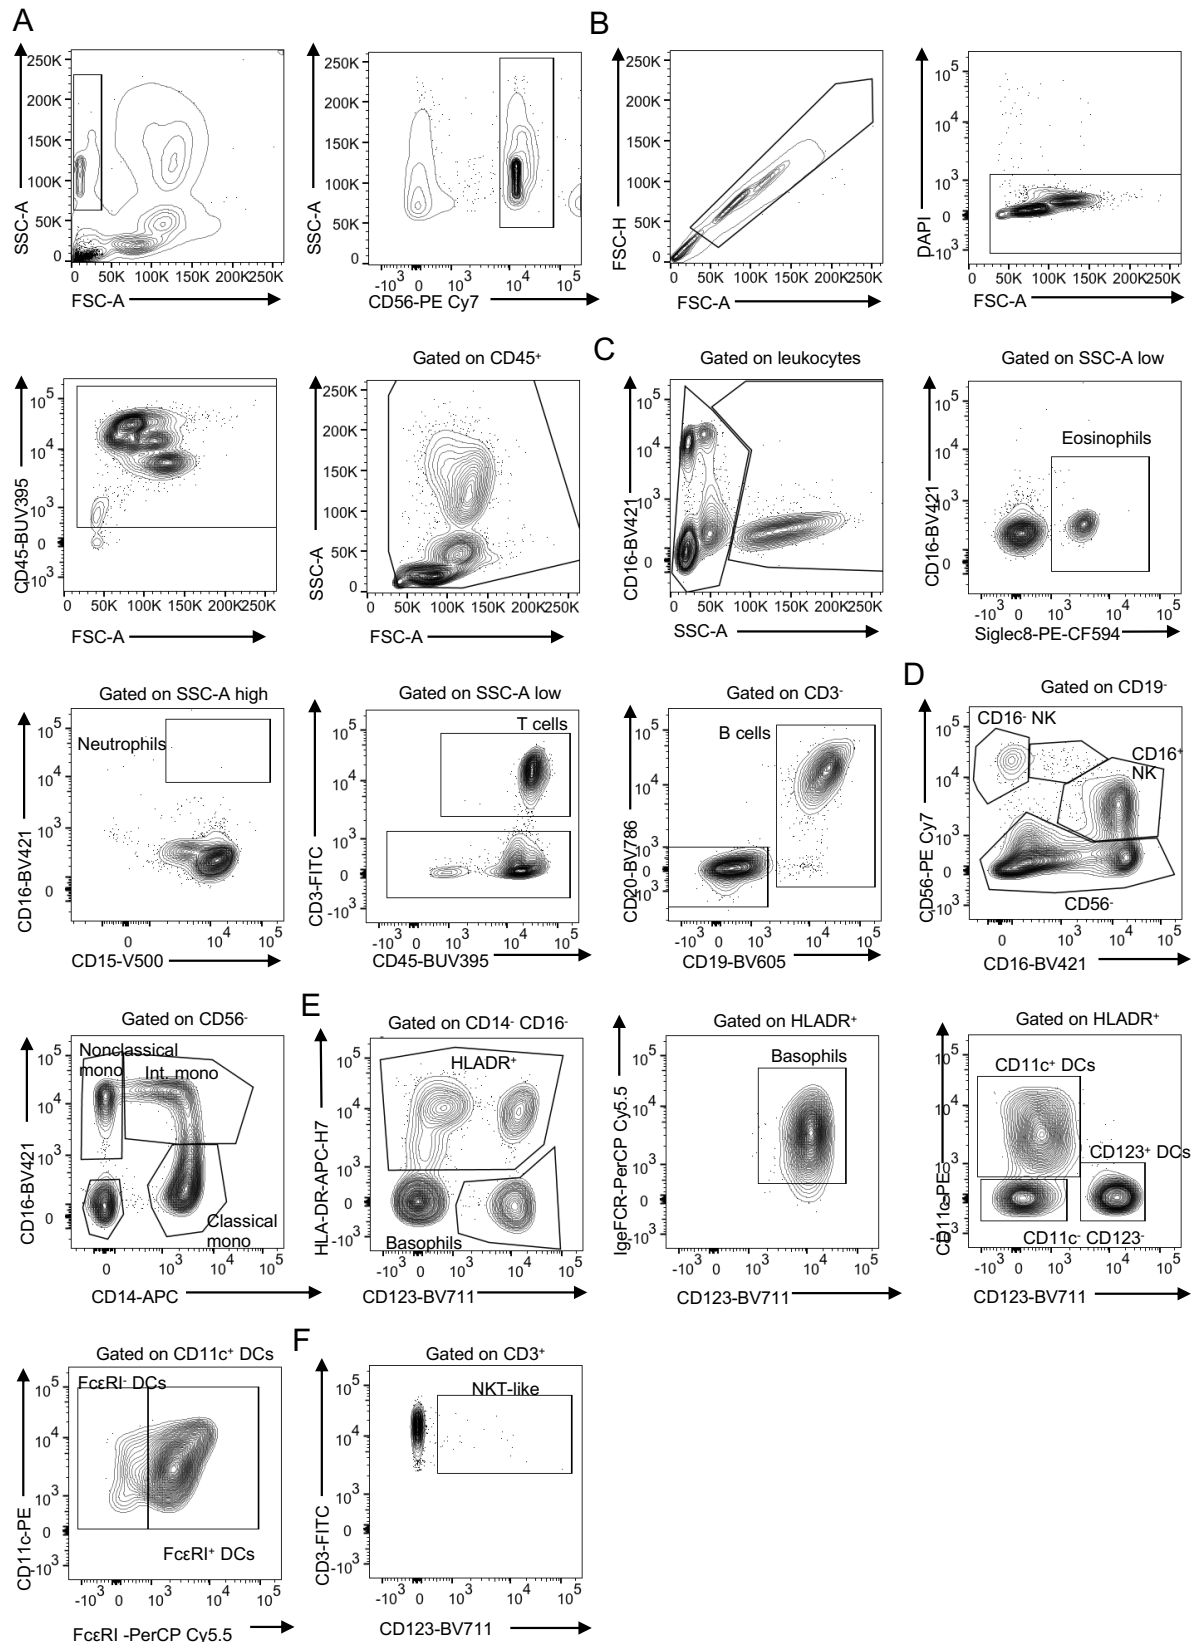 A
B
250K
200K
150K
100K
50K
0
SSC-A
0 50K 100K 150K 200K 250K
FSC-A
250K
200K
150K
100K
50K
0
SSC-A
-10³ 0 10³ 10⁴ 10⁵
CD56-PE Cy7
250K
200K
150K
100K
50K
0
FSC-H
0 50K 100K 150K 200K 250K
FSC-A
10⁵
10⁴
10³
0
-10³
DAPI
0 50K 100K 150K 200K 250K
FSC-A
10⁵
10⁴
10³
0
-10³
CD45-BUV395
0 50K 100K 150K 200K 250K
FSC-A
Gated on CD45⁺
250K
200K
150K
100K
50K
0
SSC-A
0 50K 100K 150K 200K 250K
FSC-A
C
Gated on leukocytes
10⁵
10⁴
10³
0
CD16-BV421
0 50K 100K 150K 200K 250K
SSC-A
Gated on SSC-A low
Eosinophils
10⁵
10⁴
10³
0
CD16-BV421
-10³ 0 10³ 10⁴ 10⁵
Siglec8-PE-CF594
Gated on SSC-A high
Neutrophils
10⁵
10⁴
10³
0
CD16-BV421
0 10⁴ 10⁵
CD15-V500
Gated on SSC-A low
T cells
10⁵
10⁴
10³
0
-10³
CD3-FITC
-10³ 0 10³ 10⁴ 10⁵
CD45-BUV395
Gated on CD3⁻
B cells
10⁵
10⁴
10³
0
-10³
CD20-BV786
-10³ 0 10³ 10⁴ 10⁵
CD19-BV605
D
Gated on CD19⁻
CD16⁻ NK
CD16⁺
NK
CD56⁻
10⁵
10⁴
10³
0
-10³
CD56-PE Cy7
0 10³ 10⁴ 10⁵
CD16-BV421
Gated on CD56⁻
Nonclassical
mono
Int. mono
Classical
mono
10⁵
10⁴
10³
0
CD16-BV421
0 10³ 10⁴ 10⁵
CD14-APC
E
Gated on CD14⁻ CD16⁻
HLADR⁺
Basophils
10⁵
10⁴
10³
0
-10³
HLA-DR-APC-H7
-10³ 0 10³ 10⁴ 10⁵
CD123-BV711
Gated on HLADR⁺
Basophils
10⁵
10⁴
10³
0
-10³
IgeFCR-PerCP Cy5.5
-10³ 0 10³ 10⁴ 10⁵
CD123-BV711
Gated on HLADR⁺
CD11c⁺ DCs
CD123⁺ DCs
CD11c⁻ CD123⁻
10⁵
10⁴
10³
0
-10³
CD11c-PE
-10³ 0 10³ 10⁴ 10⁵
CD123-BV711
Gated on CD11c⁺ DCs
FcεRI⁻ DCs
FcεRI⁺ DCs
10⁵
10⁴
10³
0
-10³
CD11c-PE
-10³ 0 10³ 10⁴ 10⁵
FcεRI -PerCP Cy5.5
F
Gated on CD3⁺
NKT-like
10⁵
10⁴
10³
0
-10³
CD3-FITC
-10³ 0 10³ 10⁴ 10⁵
CD123-BV711